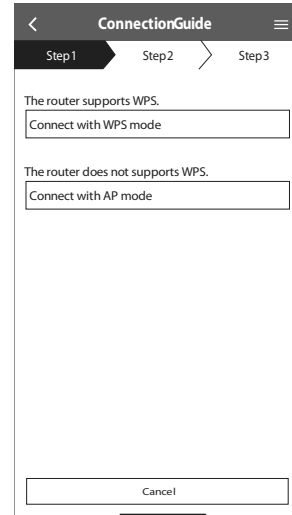 ConnectionGuide
Step1 Step2 Step3
The router supports WPS.
Connect with WPS mode
The router does not supports WPS.
Connect with AP mode
Cancel